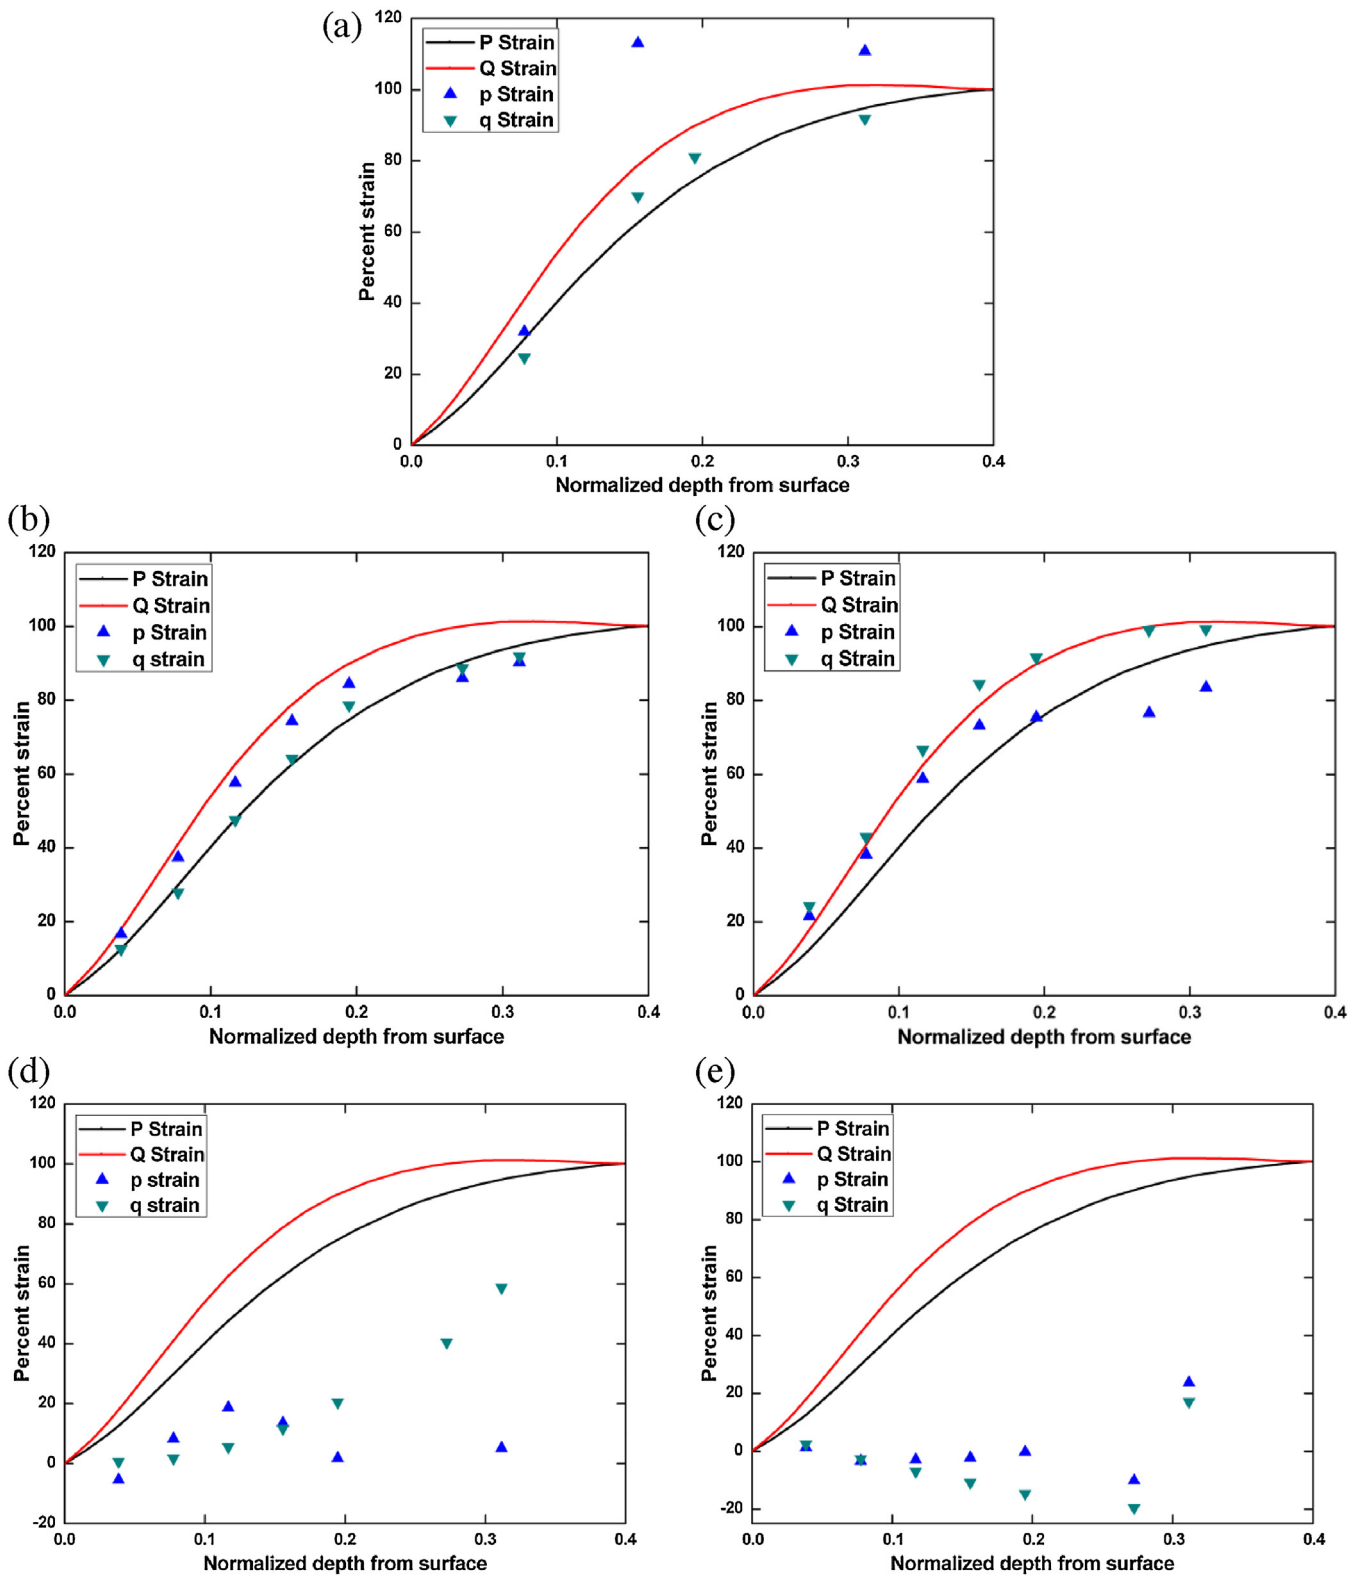 (a)
120
100
80
60
40
20
0
Percent strain
P Strain
Q Strain
p Strain
q Strain
0.0 0.1 0.2 0.3 0.4
Normalized depth from surface
(b)
120
100
80
60
40
20
0
Percent strain
P Strain
Q Strain
p Strain
q strain
0.0 0.1 0.2 0.3 0.4
Normalized depth from surface
(c)
120
100
80
60
40
20
0
Percent strain
P Strain
Q Strain
p Strain
q Strain
0.0 0.1 0.2 0.3 0.4
Normalized depth from surface
(d)
120
100
80
60
40
20
0
-20
Percent strain
P Strain
Q Strain
p strain
q strain
0.0 0.1 0.2 0.3 0.4
Normalized depth from surface
(e)
120
100
80
60
40
20
0
-20
Percent strain
P Strain
Q Strain
p Strain
q Strain
0.0 0.1 0.2 0.3 0.4
Normalized depth from surface